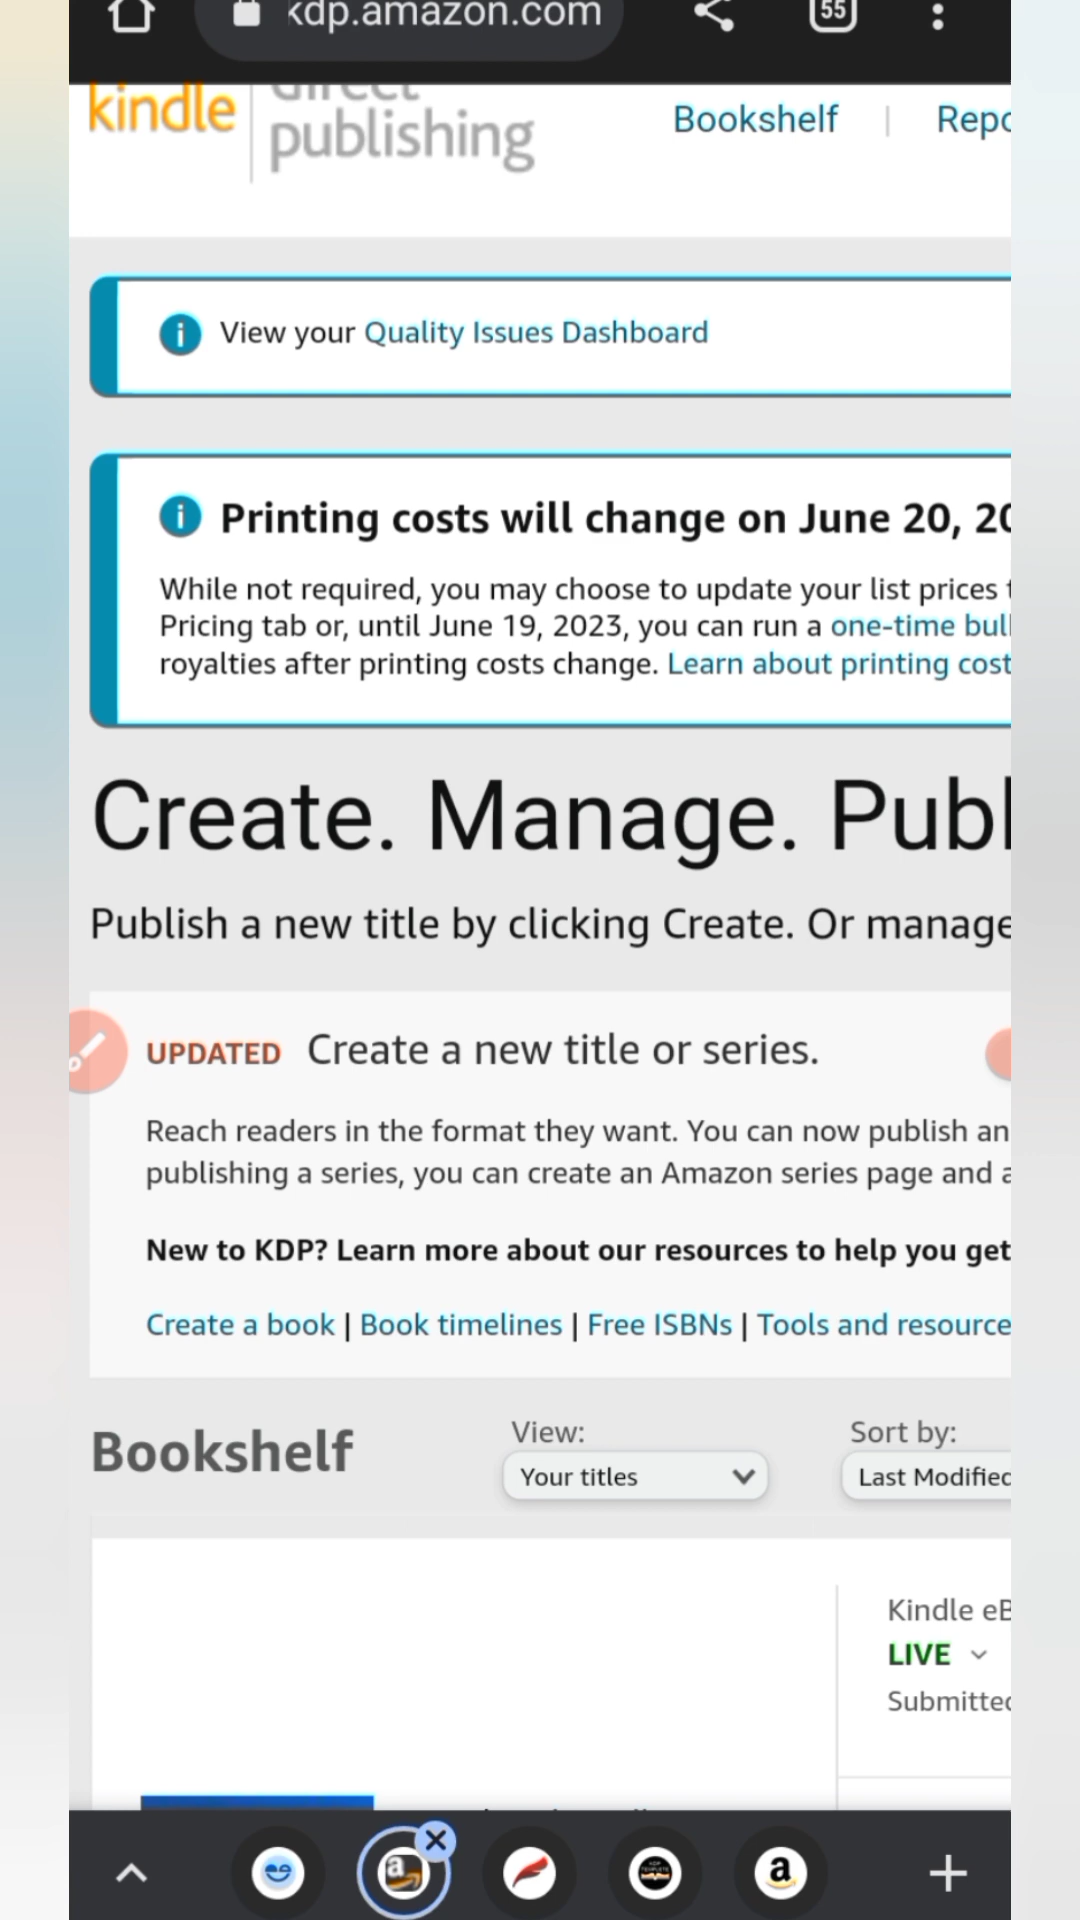 kdp.amazon.com
55
kindle direct
publishing
Bookshelf | Repo
View your Quality Issues Dashboard
Printing costs will change on June 20, 20
While not required, you may choose to update your list prices
Pricing tab or, until June 19, 2023, you can run a one-time bul
royalties after printing costs change. Learn about printing cost
Create. Manage. Publ
Publish a new title by clicking Create. Or manage
UPDATED Create a new title or series.
Reach readers in the format they want. You can now publish an
publishing a series, you can create an Amazon series page and a
New to KDP? Learn more about our resources to help you get
Create a book | Book timelines | Free ISBNs | Tools and resource
Bookshelf
View:
Your titles
Sort by:
Last Modified
Kindle eB
LIVE
Submitted